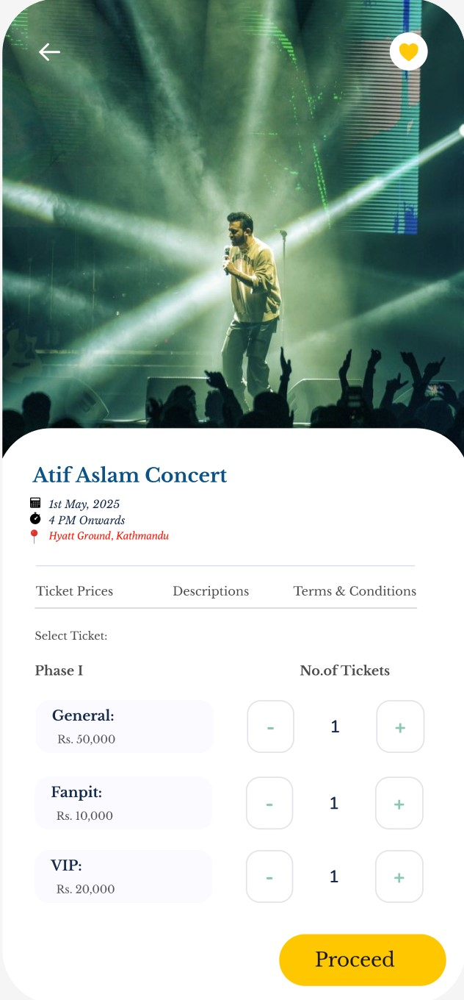 Atif Aslam Concert
1st May, 2025
4 PM Onwards
Hyatt Ground, Kathmandu
Ticket Prices Descriptions Terms & Conditions
Select Ticket:
Phase I No.of Tickets
General:
Rs. 50,000
- 1 +
Fanpit:
Rs. 10,000
- 1 +
VIP:
Rs. 20,000
- 1 +
Proceed